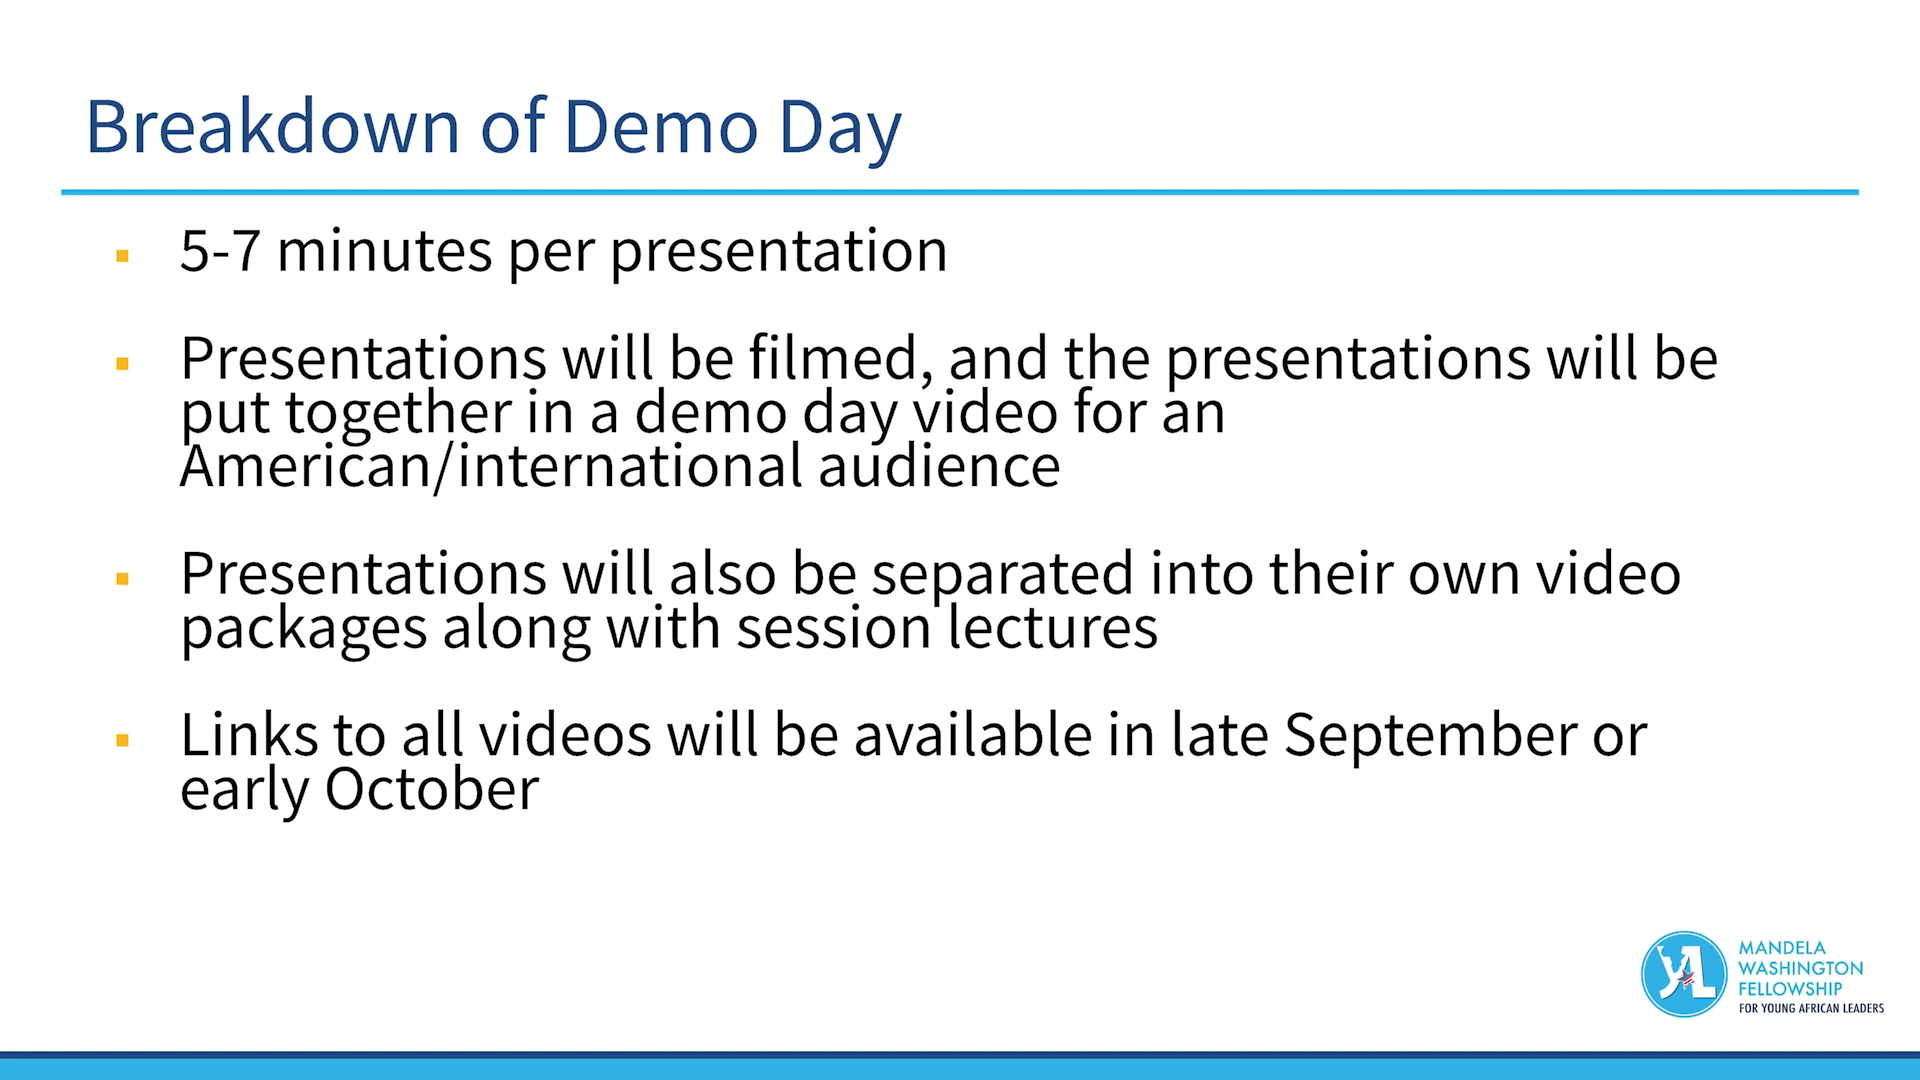 Breakdown of Demo Day
▪ 5-7 minutes per presentation
▪ Presentations will be filmed, and the presentations will be
put together in a demo day video for an
American/international audience
▪ Presentations will also be separated into their own video
packages along with session lectures
▪ Links to all videos will be available in late September or
early October
YAL
MANDELA
WASHINGTON
FELLOWSHIP
FOR YOUNG AFRICAN LEADERS